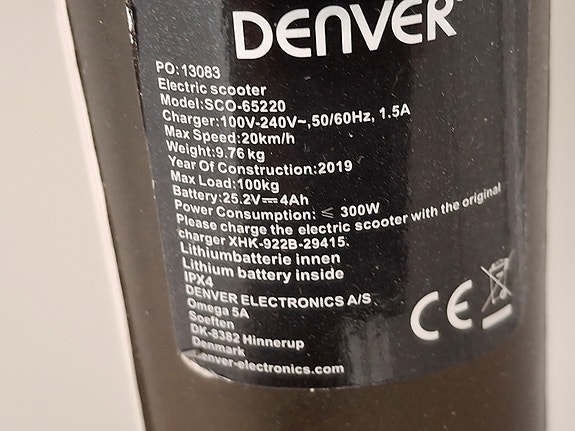 DENVER
PO:13083
Electric scooter
Model:SCO-65220
Charger:100V-240V~,50/60Hz, 1.5A
Max Speed:20km/h
Weight:9.76 kg
Year Of Construction:2019
Max Load:100kg
Battery:25.2V⎓4Ah
Power Consumption: ≤ 300W
Please charge the electric scooter with the original
charger XHK-922B-29415.
Lithiumbatterie innen
Lithium battery inside
IPX4
DENVER ELECTRONICS A/S
Omega 5A
Soeften
DK-8382 Hinnerup
Denmark
denver-electronics.com
CE